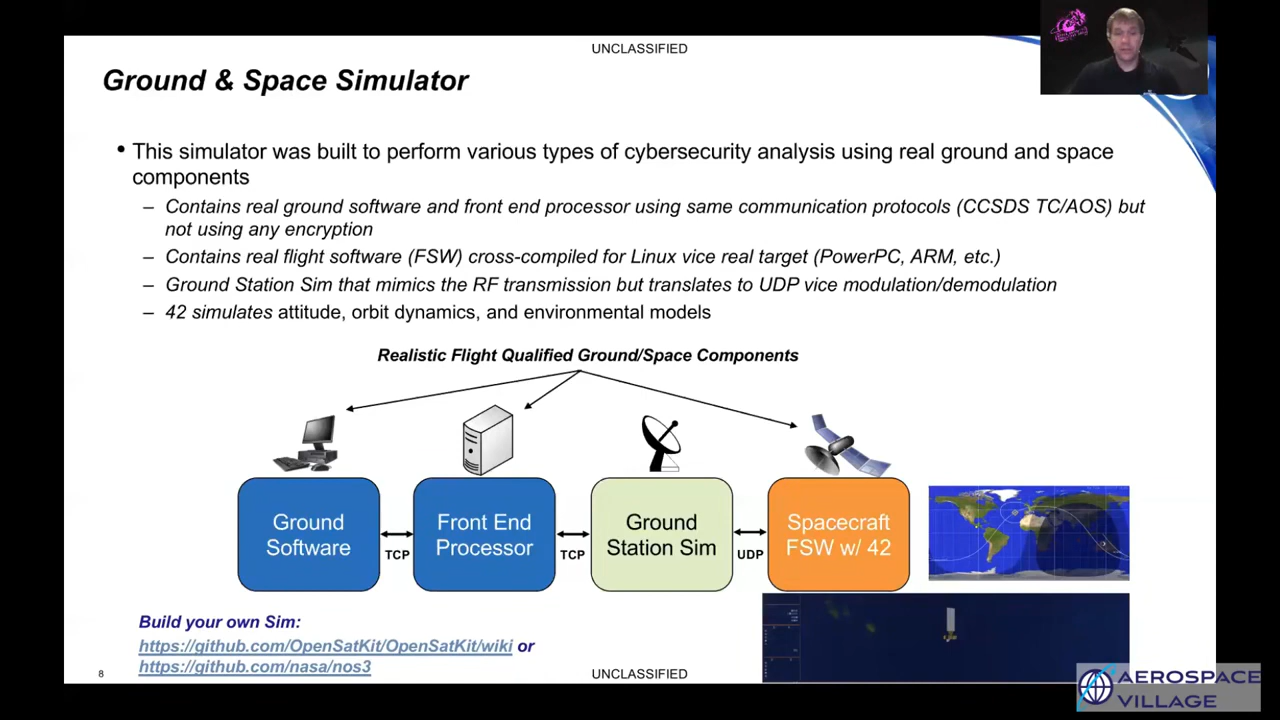 UNCLASSIFIED
Ground & Space Simulator
• This simulator was built to perform various types of cybersecurity analysis using real ground and space
components
– Contains real ground software and front end processor using same communication protocols (CCSDS TC/AOS) but
not using any encryption
– Contains real flight software (FSW) cross-compiled for Linux vice real target (PowerPC, ARM, etc.)
– Ground Station Sim that mimics the RF transmission but translates to UDP vice modulation/demodulation
– 42 simulates attitude, orbit dynamics, and environmental models
Realistic Flight Qualified Ground/Space Components
Ground
Software
TCP
Front End
Processor
TCP
Ground
Station Sim
UDP
Spacecraft
FSW w/ 42
Build your own Sim:
https://github.com/OpenSatKit/OpenSatKit/wiki or
https://github.com/nasa/nos3
8
UNCLASSIFIED
AEROSPACE
VILLAGE